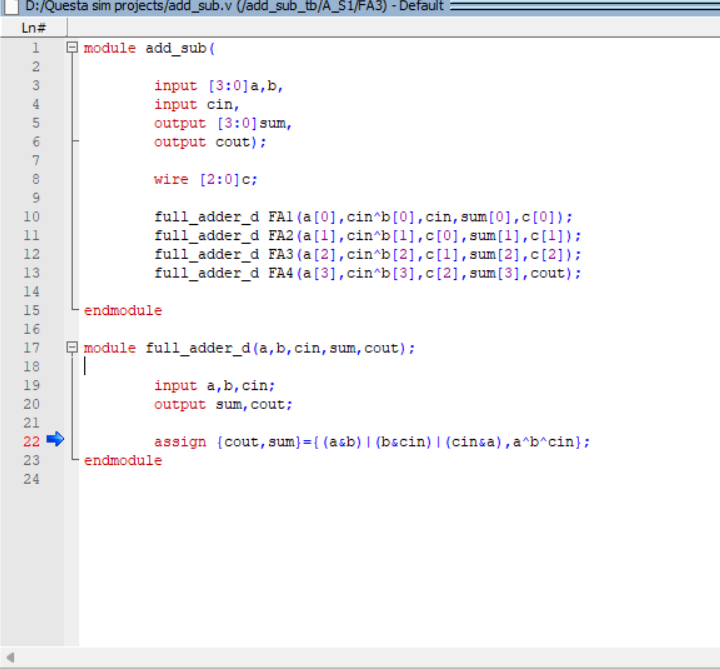 D:/Questa sim projects/add_sub.v (/add_sub_tb/A_S1/FA3) - Default
Ln#
1 module add_sub(
2
3 input [3:0]a,b,
4 input cin,
5 output [3:0]sum,
6 output cout);
7
8 wire [2:0]c;
9
10 full_adder_d FA1(a[0],cin^b[0],cin,sum[0],c[0]);
11 full_adder_d FA2(a[1],cin^b[1],c[0],sum[1],c[1]);
12 full_adder_d FA3(a[2],cin^b[2],c[1],sum[2],c[2]);
13 full_adder_d FA4(a[3],cin^b[3],c[2],sum[3],cout);
14
15 endmodule
16
17 module full_adder_d(a,b,cin,sum,cout);
18
19 input a,b,cin;
20 output sum,cout;
21
22 assign {cout,sum}={(a&b)|(b&cin)|(cin&a),a^b^cin};
23 endmodule
24